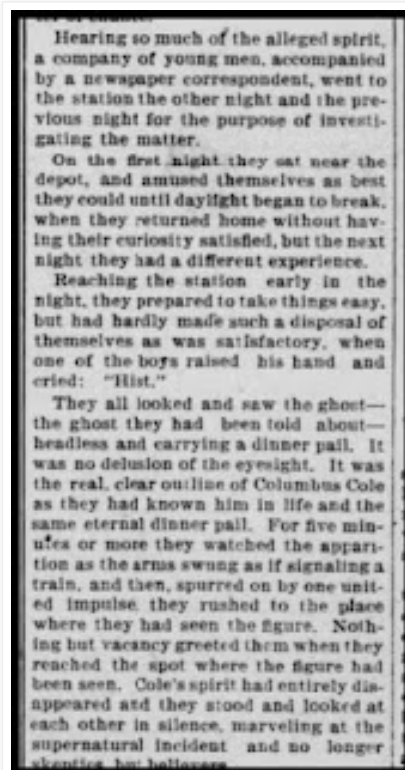 Hearing so much of the alleged spirit,
a company of young men, accompanied
by a newspaper correspondent, went to
the station the other night and the pre-
vious night for the purpose of investi-
gating the matter.
On the first night they sat near the
depot, and amused themselves as best
they could until daylight began to break,
when they returned home without hav-
ing their curiosity satisfied, but the next
night they had a different experience.
Reaching the station early in the
night, they prepared to take things easy,
but had hardly made such a disposal of
themselves as was satisfactory, when
one of the boys raised his hand and
cried: "Hist."
They all looked and saw the ghost—
the ghost they had been told about—
headless and carrying a dinner pail. It
was no delusion of the eyesight. It was
the real, clear outline of Columbus Cole
as they had known him in life and the
same eternal dinner pail. For five min-
utes or more they watched the appari-
tion as the arms swung as if signaling a
train, and then, spurred on by one unit-
ed impulse, they rushed to the place
where they had seen the figure. Noth-
ing but vacancy greeted them when they
reached the spot where the figure had
been seen. Cole's spirit had entirely dis-
appeared and they stood and looked at
each other in silence, marveling at the
supernatural incident and no longer
skeptics, but believers.